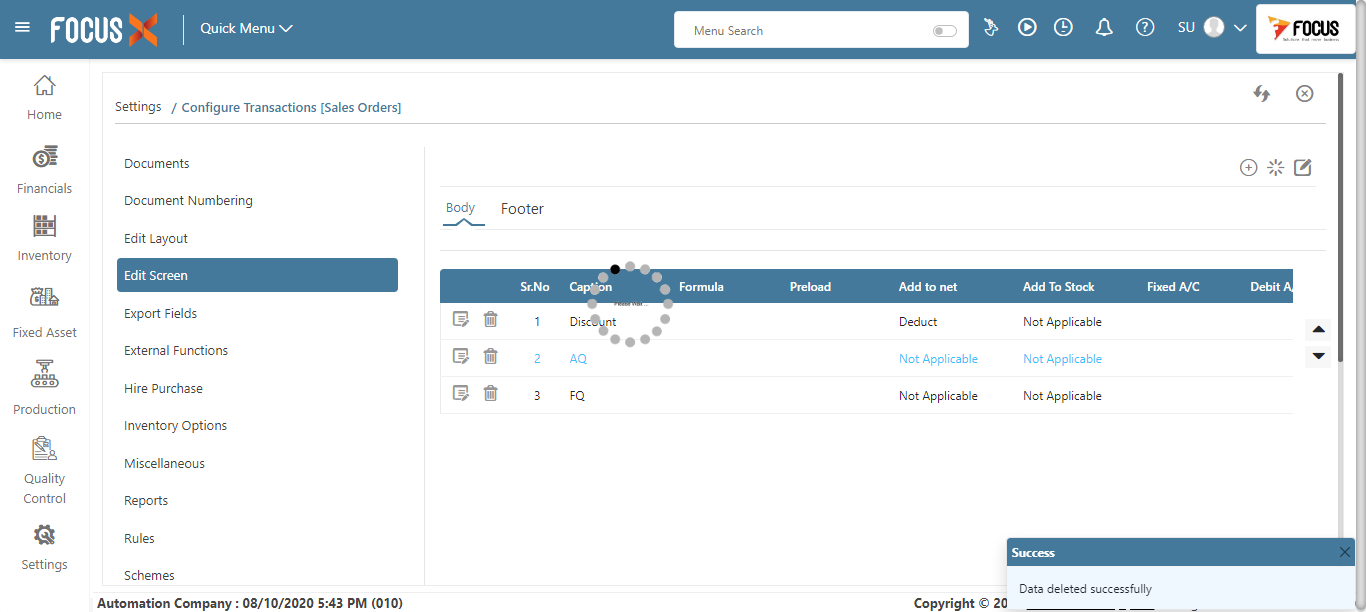 FOCUS X
Quick Menu
Menu Search
SU
FOCUS
Settings / Configure Transactions [Sales Orders]
Home
Financials
Inventory
Fixed Asset
Production
Quality
Control
Settings
Documents
Document Numbering
Edit Layout
Edit Screen
Export Fields
External Functions
Hire Purchase
Inventory Options
Miscellaneous
Reports
Rules
Schemes
Body Footer
Sr.No Caption Formula Preload Add to net Add To Stock Fixed A/C Debit A
1 Discount Deduct Not Applicable
2 AQ Not Applicable Not Applicable
3 FQ Not Applicable Not Applicable
Please Wait...
Success
Data deleted successfully
Automation Company : 08/10/2020 5:43 PM (010)
Copyright © 20